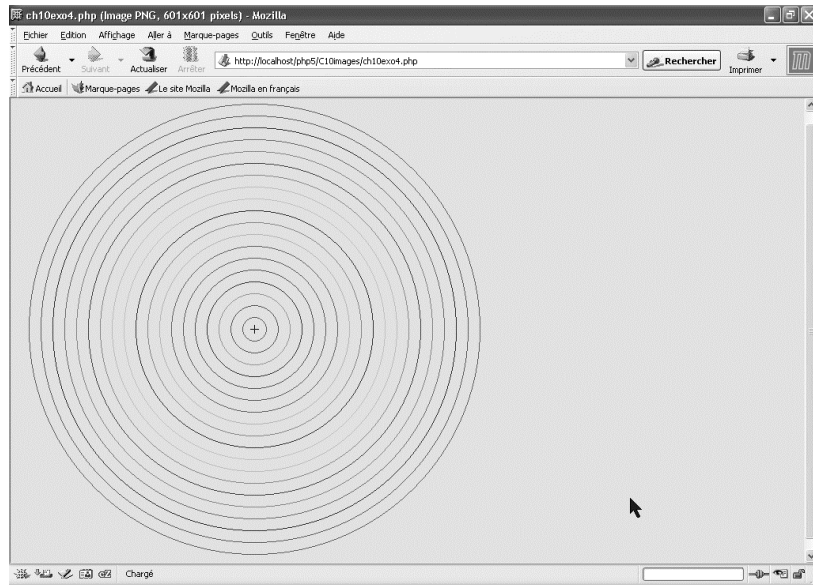 ch10exo4.php (Image PNG, 601x601 pixels) - Mozilla
Fichier Edition Affichage Aller à Marque-pages Outils Fenêtre Aide
Précédent Suivant Actualiser Arrêter http://localhost/php5/C10images/ch10exo4.php Rechercher Imprimer
Accueil Marque-pages Le site Mozilla Mozilla en français
Chargé